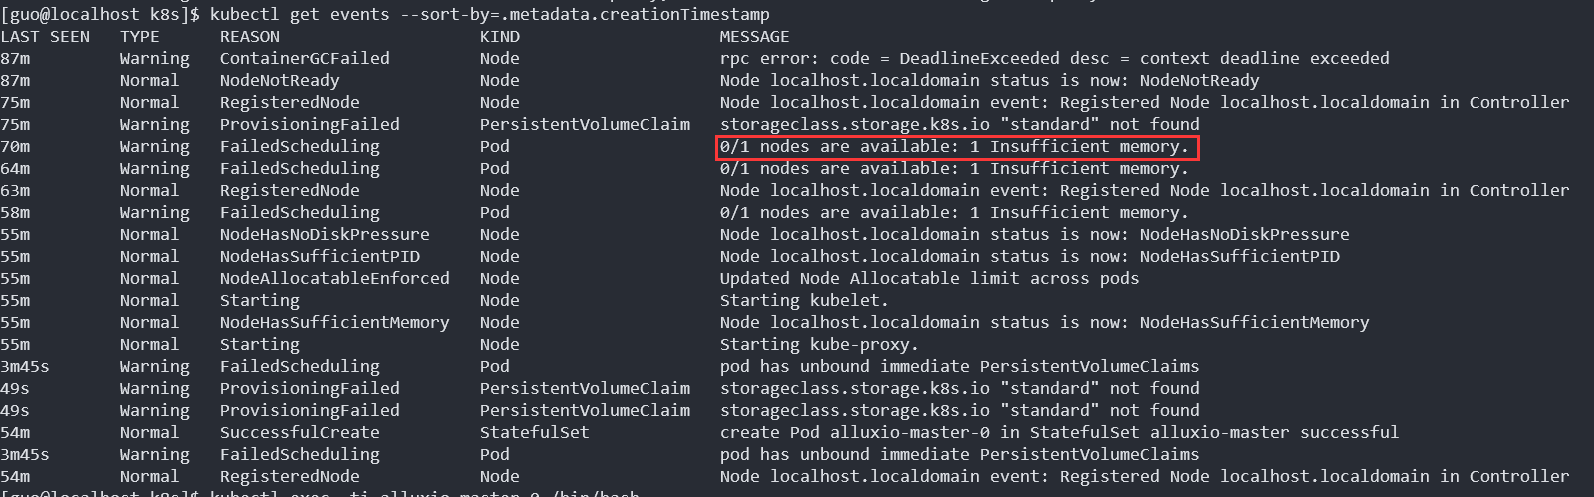 [guo@localhost k8s]$ kubectl get events --sort-by=.metadata.creationTimestamp
LAST SEEN TYPE REASON KIND MESSAGE
87m Warning ContainerGCFailed Node rpc error: code = DeadlineExceeded desc = context deadline exceeded
87m Normal NodeNotReady Node Node localhost.localdomain status is now: NodeNotReady
75m Normal RegisteredNode Node Node localhost.localdomain event: Registered Node localhost.localdomain in Controller
75m Warning ProvisioningFailed PersistentVolumeClaim storageclass.storage.k8s.io "standard" not found
70m Warning FailedScheduling Pod 0/1 nodes are available: 1 Insufficient memory.
64m Warning FailedScheduling Pod 0/1 nodes are available: 1 Insufficient memory.
63m Normal RegisteredNode Node Node localhost.localdomain event: Registered Node localhost.localdomain in Controller
58m Warning FailedScheduling Pod 0/1 nodes are available: 1 Insufficient memory.
55m Normal NodeHasNoDiskPressure Node Node localhost.localdomain status is now: NodeHasNoDiskPressure
55m Normal NodeHasSufficientPID Node Node localhost.localdomain status is now: NodeHasSufficientPID
55m Normal NodeAllocatableEnforced Node Updated Node Allocatable limit across pods
55m Normal Starting Node Starting kubelet.
55m Normal NodeHasSufficientMemory Node Node localhost.localdomain status is now: NodeHasSufficientMemory
55m Normal Starting Node Starting kube-proxy.
3m45s Warning FailedScheduling Pod pod has unbound immediate PersistentVolumeClaims
49s Warning ProvisioningFailed PersistentVolumeClaim storageclass.storage.k8s.io "standard" not found
49s Warning ProvisioningFailed PersistentVolumeClaim storageclass.storage.k8s.io "standard" not found
54m Normal SuccessfulCreate StatefulSet create Pod alluxio-master-0 in StatefulSet alluxio-master successful
3m45s Warning FailedScheduling Pod pod has unbound immediate PersistentVolumeClaims
54m Normal RegisteredNode Node Node localhost.localdomain event: Registered Node localhost.localdomain in Controller
[guo@localhost k8s]$ kubectl exec -ti alluxio-master-0 /bin/bash